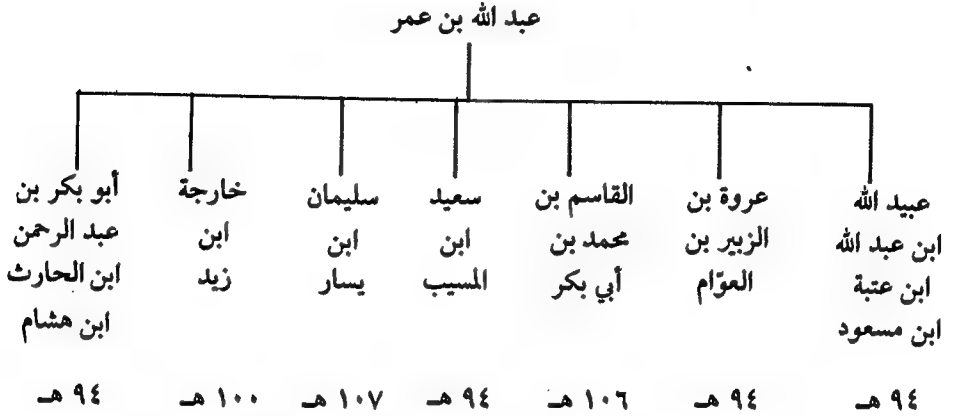 عبد الله بن عمر
عبيد الله
ابن عبد الله
ابن عتبة
ابن مسعود
٩٤ هـ
عروة بن
الزبير بن
العوّام
٩٤ هـ
القاسم بن
محمد بن
أبي بكر
١٠٦ هـ
سعيد
ابن
المسيب
٩٤ هـ
سليمان
ابن
يسار
١٠٧ هـ
خارجة
ابن
زيد
١٠٠ هـ
أبو بكر بن
عبد الرحمن
ابن الحارث
ابن هشام
٩٤ هـ